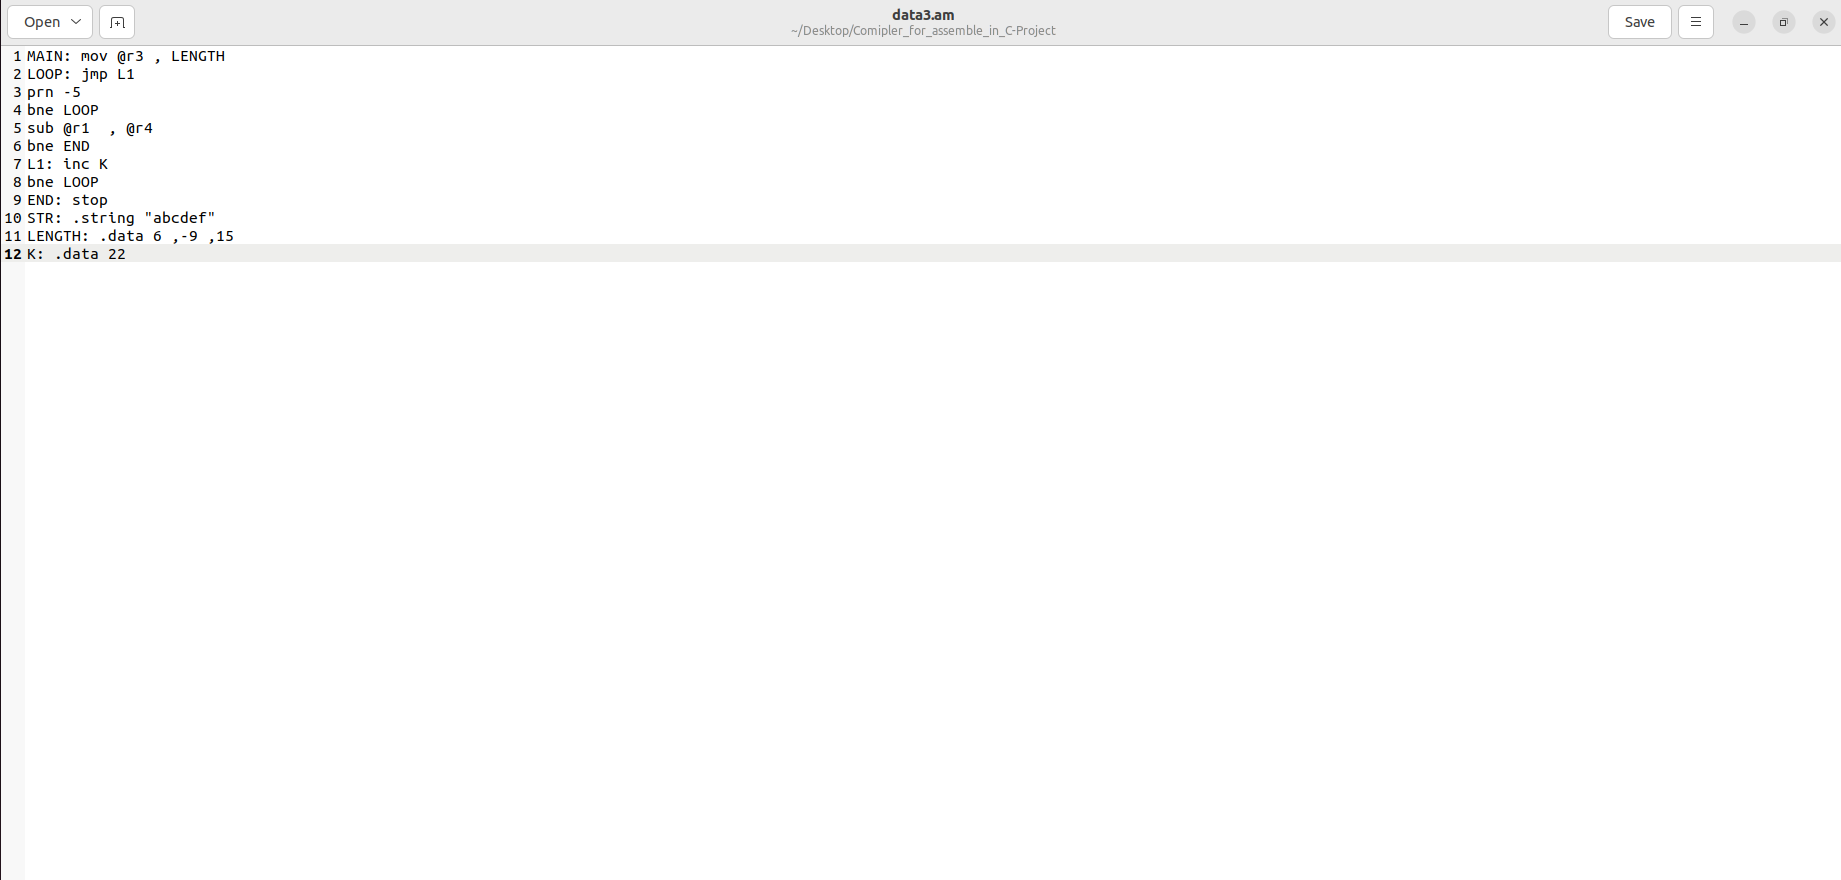 Open
data3.am
~/Desktop/Comipler_for_assemble_in_C-Project
Save
1 MAIN: mov @r3 , LENGTH
2 LOOP: jmp L1
3 prn -5
4 bne LOOP
5 sub @r1  , @r4
6 bne END
7 L1: inc K
8 bne LOOP
9 END: stop
10 STR: .string "abcdef"
11 LENGTH: .data 6 ,-9 ,15
12 K: .data 22